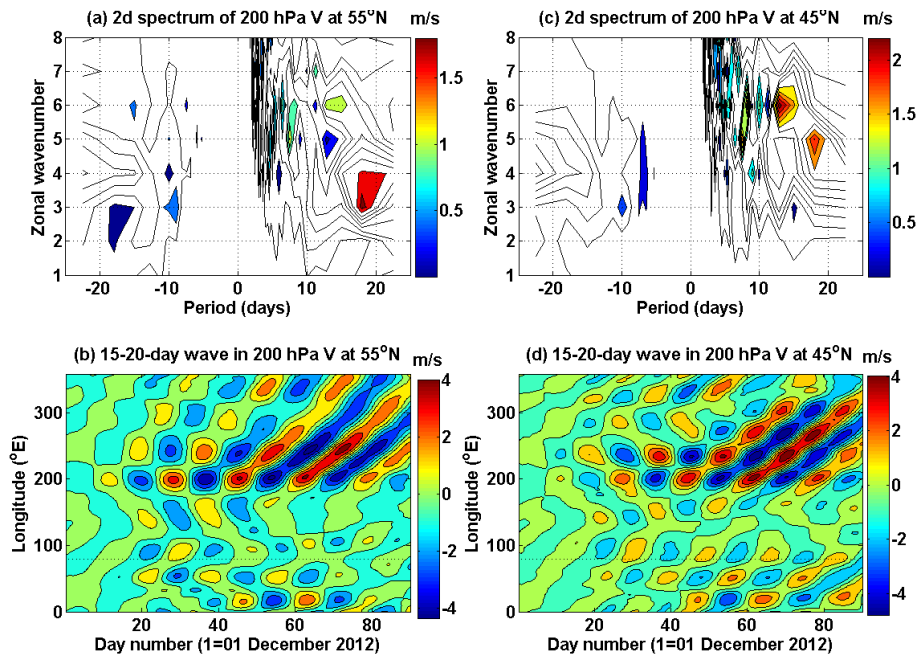 (a) 2d spectrum of 200 hPa V at 55°N m/s
8
7
6
5
4
3
2
1
Zonal wavenumber
-20 -10 0 10 20
Period (days)
1.5
1
0.5
(c) 2d spectrum of 200 hPa V at 45°N m/s
8
7
6
5
4
3
2
1
Zonal wavenumber
-20 -10 0 10 20
Period (days)
2
1.5
1
0.5
(b) 15-20-day wave in 200 hPa V at 55°N m/s
300
200
100
0
Longitude (°E)
0 20 40 60 80
Day number (1=01 December 2012)
4
2
0
-2
-4
(d) 15-20-day wave in 200 hPa V at 45°N m/s
300
200
100
0
Longitude (°E)
0 20 40 60 80
Day number (1=01 December 2012)
4
2
0
-2
-4